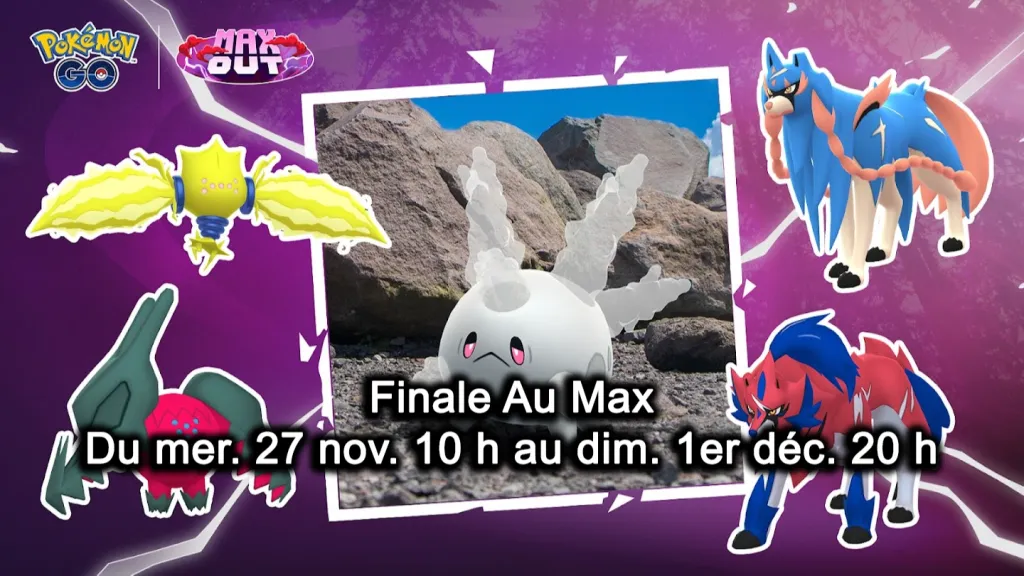 Pokémon
GO
MAX
OUT
Finale Au Max
Du mer. 27 nov. 10 h au dim. 1er déc. 20 h